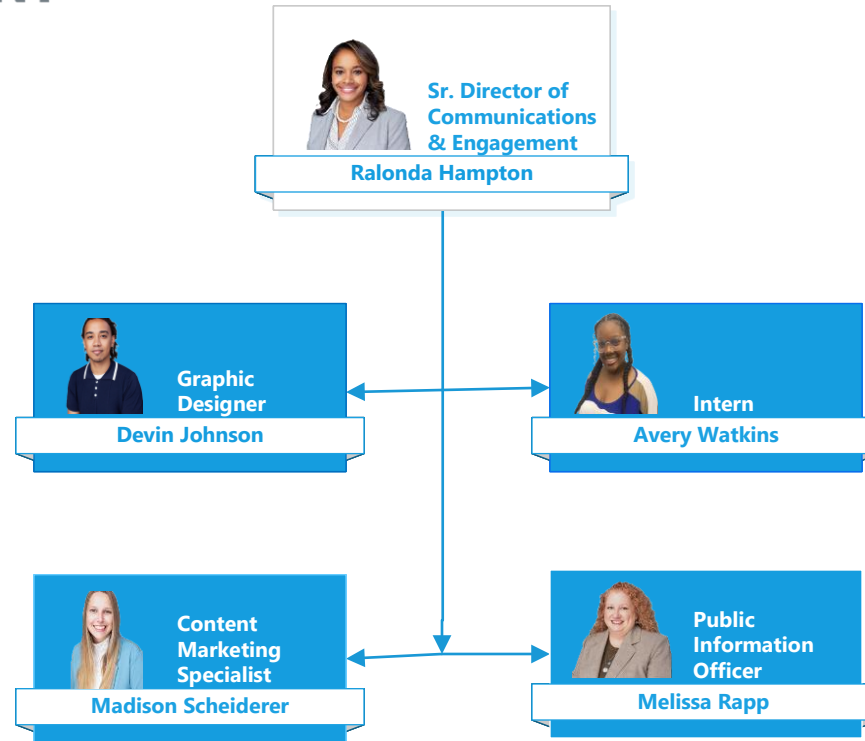 Sr. Director of
Communications
& Engagement
Ralonda Hampton
Graphic
Designer
Devin Johnson
Intern
Avery Watkins
Content
Marketing
Specialist
Madison Scheiderer
Public
Information
Officer
Melissa Rapp